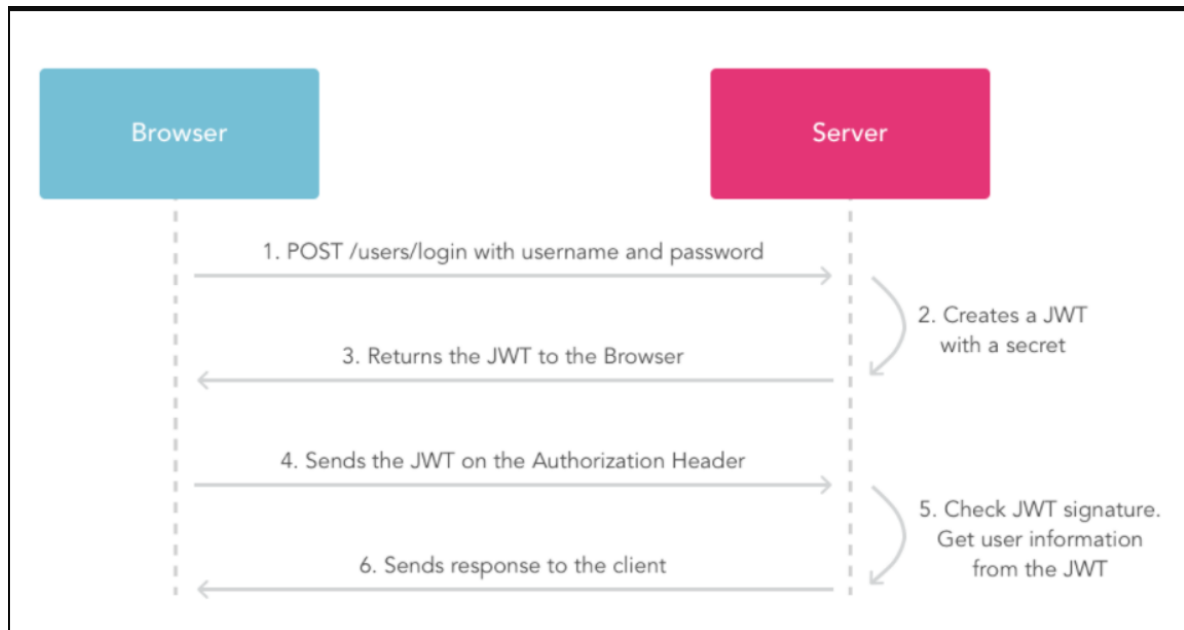 Browser
Server
1. POST /users/login with username and password
2. Creates a JWT
with a secret
3. Returns the JWT to the Browser
4. Sends the JWT on the Authorization Header
5. Check JWT signature.
Get user information
from the JWT
6. Sends response to the client